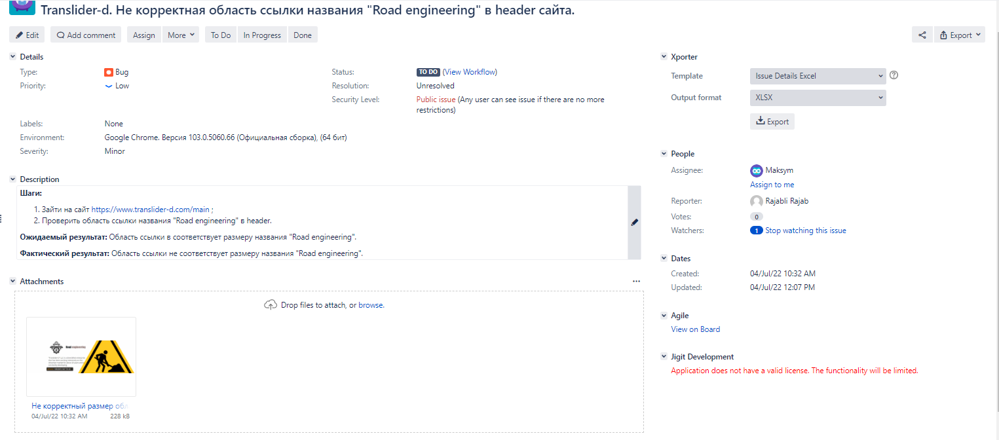 Translider-d. Не корректная область ссылки названия "Road engineering" в header сайта.
Edit Add comment Assign More To Do In Progress Done Export
Details
Type: Bug
Priority: Low
Status: TO DO (View Workflow)
Resolution: Unresolved
Security Level: Public issue (Any user can see issue if there are no more
restrictions)
Labels: None
Environment: Google Chrome. Версия 103.0.5060.66 (Официальная сборка), (64 бит)
Severity: Minor
Description
Шаги:
1. Зайти на сайт https://www.translider-d.com/main ;
2. Проверить область ссылки названия "Road engineering" в header.
Ожидаемый результат: Область ссылки в соответствует размеру названия "Road engineering".
Фактический результат: Область ссылки не соответствует размеру названия "Road engineering".
Attachments
Drop files to attach, or browse.
Road engineering
Не корректный размер обл
04/Jul/22 10:32 AM 228 kB
Xporter
Template Issue Details Excel
Output format XLSX
Export
People
Assignee: Maksym
Assign to me
Reporter: Rajabli Rajab
Votes: 0
Watchers: 1 Stop watching this issue
Dates
Created: 04/Jul/22 10:32 AM
Updated: 04/Jul/22 12:07 PM
Agile
View on Board
Jigit Development
Application does not have a valid license. The functionality will be limited.